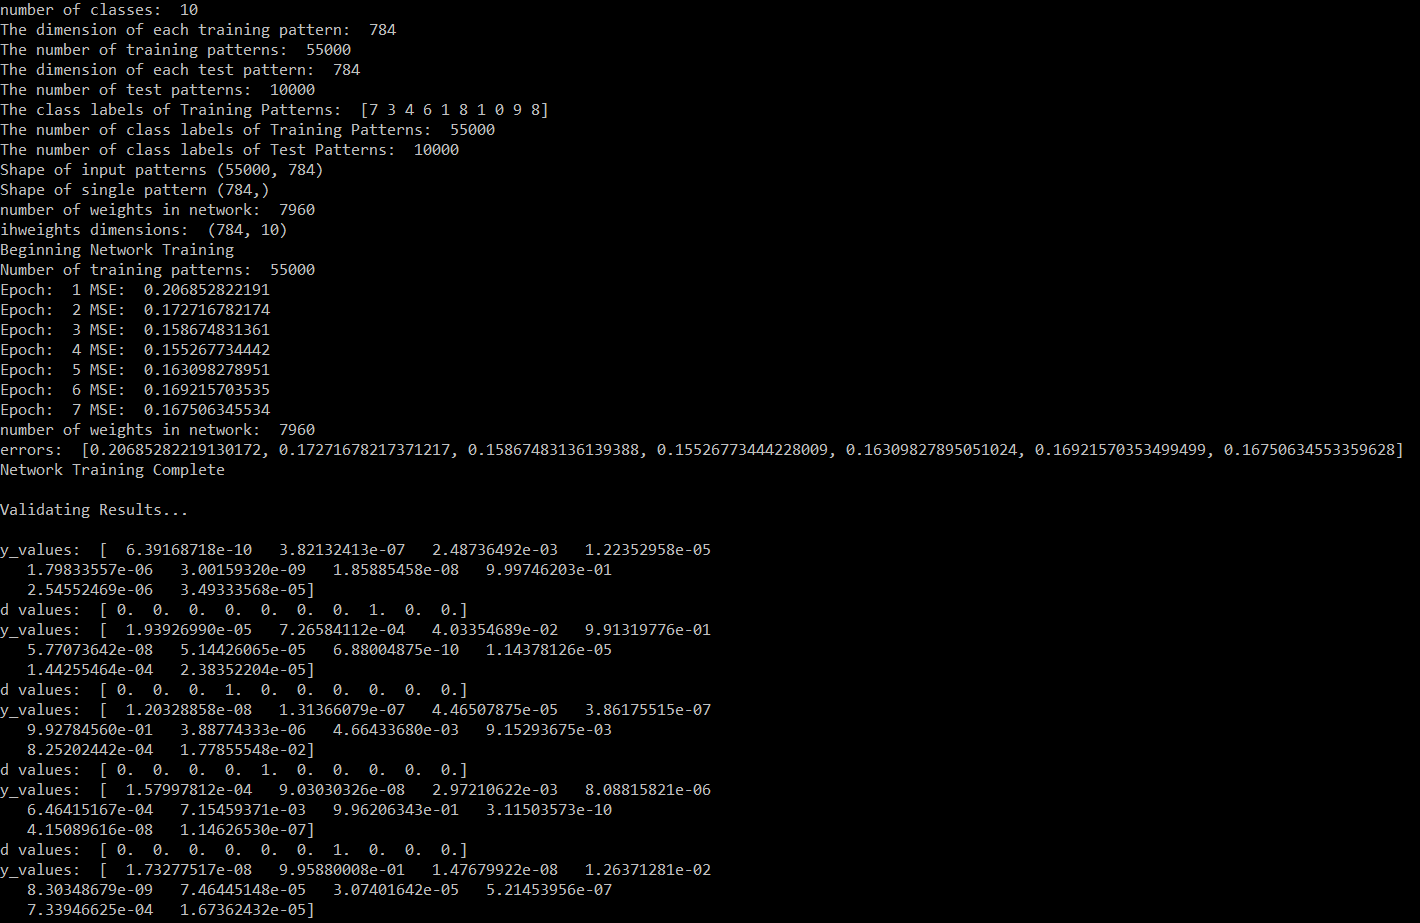 number of classes:  10
The dimension of each training pattern:  784
The number of training patterns:  55000
The dimension of each test pattern:  784
The number of test patterns:  10000
The class labels of Training Patterns:  [7 3 4 6 1 8 1 0 9 8]
The number of class labels of Training Patterns:  55000
The number of class labels of Test Patterns:  10000
Shape of input patterns (55000, 784)
Shape of single pattern (784,)
number of weights in network:  7960
ihweights dimensions:  (784, 10)
Beginning Network Training
Number of training patterns:  55000
Epoch:  1 MSE:  0.206852822191
Epoch:  2 MSE:  0.172716782174
Epoch:  3 MSE:  0.158674831361
Epoch:  4 MSE:  0.155267734442
Epoch:  5 MSE:  0.163098278951
Epoch:  6 MSE:  0.169215703535
Epoch:  7 MSE:  0.167506345534
number of weights in network:  7960
errors:  [0.20685282219130172, 0.17271678217371217, 0.15867483136139388, 0.15526773444228009, 0.16309827895051024, 0.16921570353499499, 0.16750634553359628]
Network Training Complete

Validating Results...

y_values:  [  6.39168718e-10   3.82132413e-07   2.48736492e-03   1.22352958e-05
   1.79833557e-06   3.00159320e-09   1.85885458e-08   9.99746203e-01
   2.54552469e-06   3.49333568e-05]
d values:  [ 0.  0.  0.  0.  0.  0.  0.  1.  0.  0.]
y_values:  [  1.93926990e-05   7.26584112e-04   4.03354689e-02   9.91319776e-01
   5.77073642e-08   5.14426065e-05   6.88004875e-10   1.14378126e-05
   1.44255464e-04   2.38352204e-05]
d values:  [ 0.  0.  0.  1.  0.  0.  0.  0.  0.  0.]
y_values:  [  1.20328858e-08   1.31366079e-07   4.46507875e-05   3.86175515e-07
   9.92784560e-01   3.88774333e-06   4.66433680e-03   9.15293675e-03
   8.25202442e-04   1.77855548e-02]
d values:  [ 0.  0.  0.  0.  1.  0.  0.  0.  0.  0.]
y_values:  [  1.57997812e-04   9.03030326e-08   2.97210622e-03   8.08815821e-06
   6.46415167e-04   7.15459371e-03   9.96206343e-01   3.11503573e-10
   4.15089616e-08   1.14626530e-07]
d values:  [ 0.  0.  0.  0.  0.  0.  1.  0.  0.  0.]
y_values:  [  1.73277517e-08   9.95880008e-01   1.47679922e-08   1.26371281e-02
   8.30348679e-09   7.46445148e-05   3.07401642e-05   5.21453956e-07
   7.33946625e-04   1.67362432e-05]